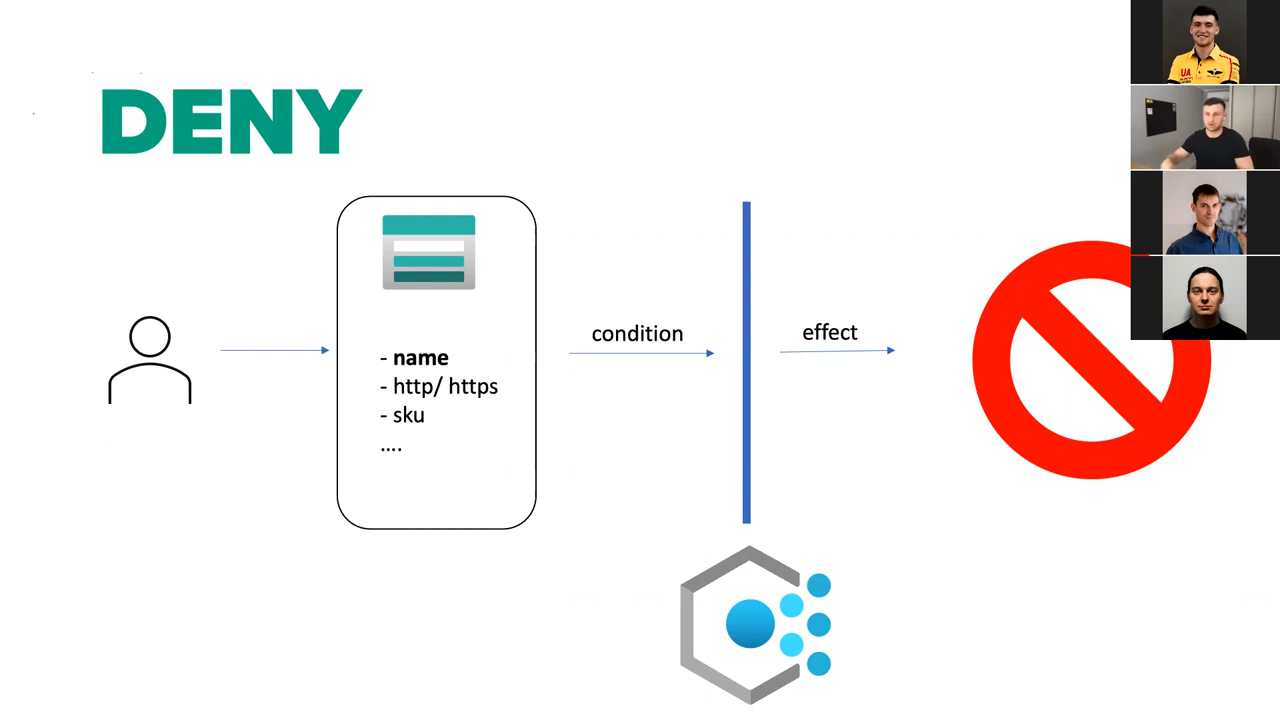 DENY
- name
- http/ https
- sku
....
condition
effect
UA